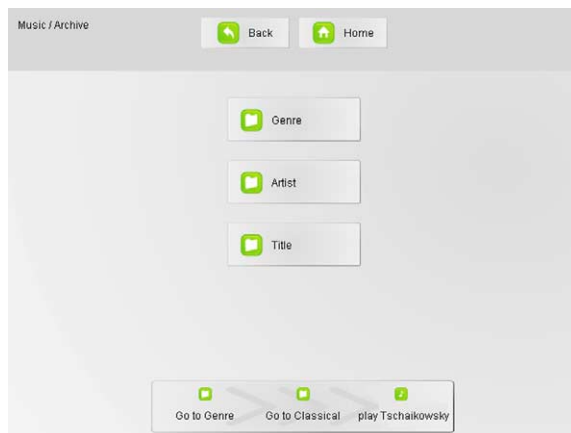 Music / Archive
Back
Home
Genre
Artist
Title
Go to Genre
Go to Classical
play Tschaikowsky